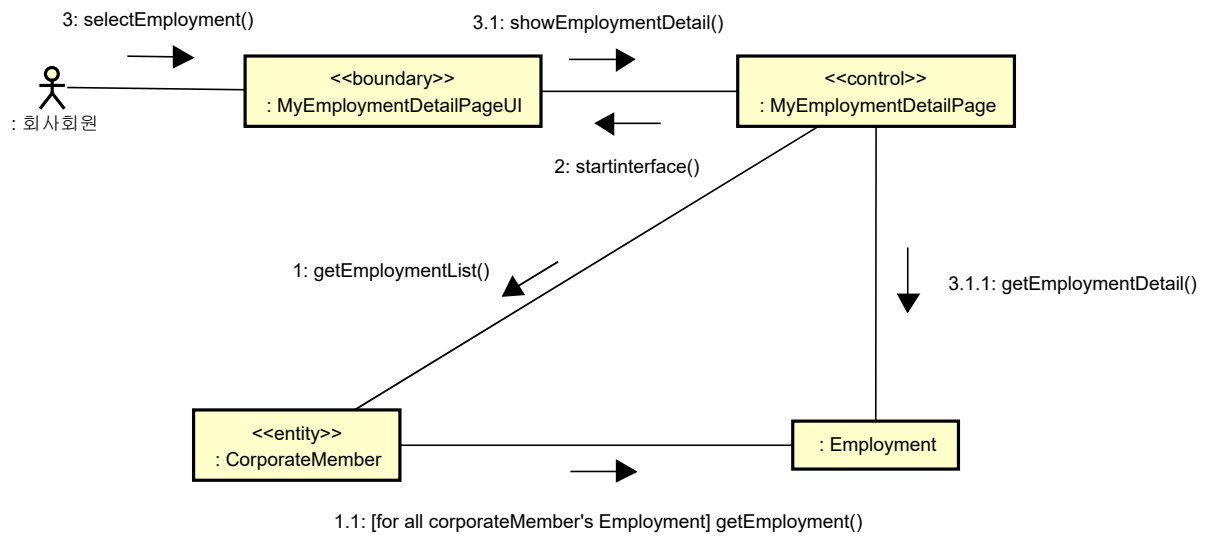 3: selectEmployment()
3.1: showEmploymentDetail()
<<boundary>>
: MyEmploymentDetailPageUI
<<control>>
: MyEmploymentDetailPage
: 회사회원
2: startinterface()
1: getEmploymentList()
3.1.1: getEmploymentDetail()
<<entity>>
: CorporateMember
: Employment
1.1: [for all corporateMember's Employment] getEmployment()